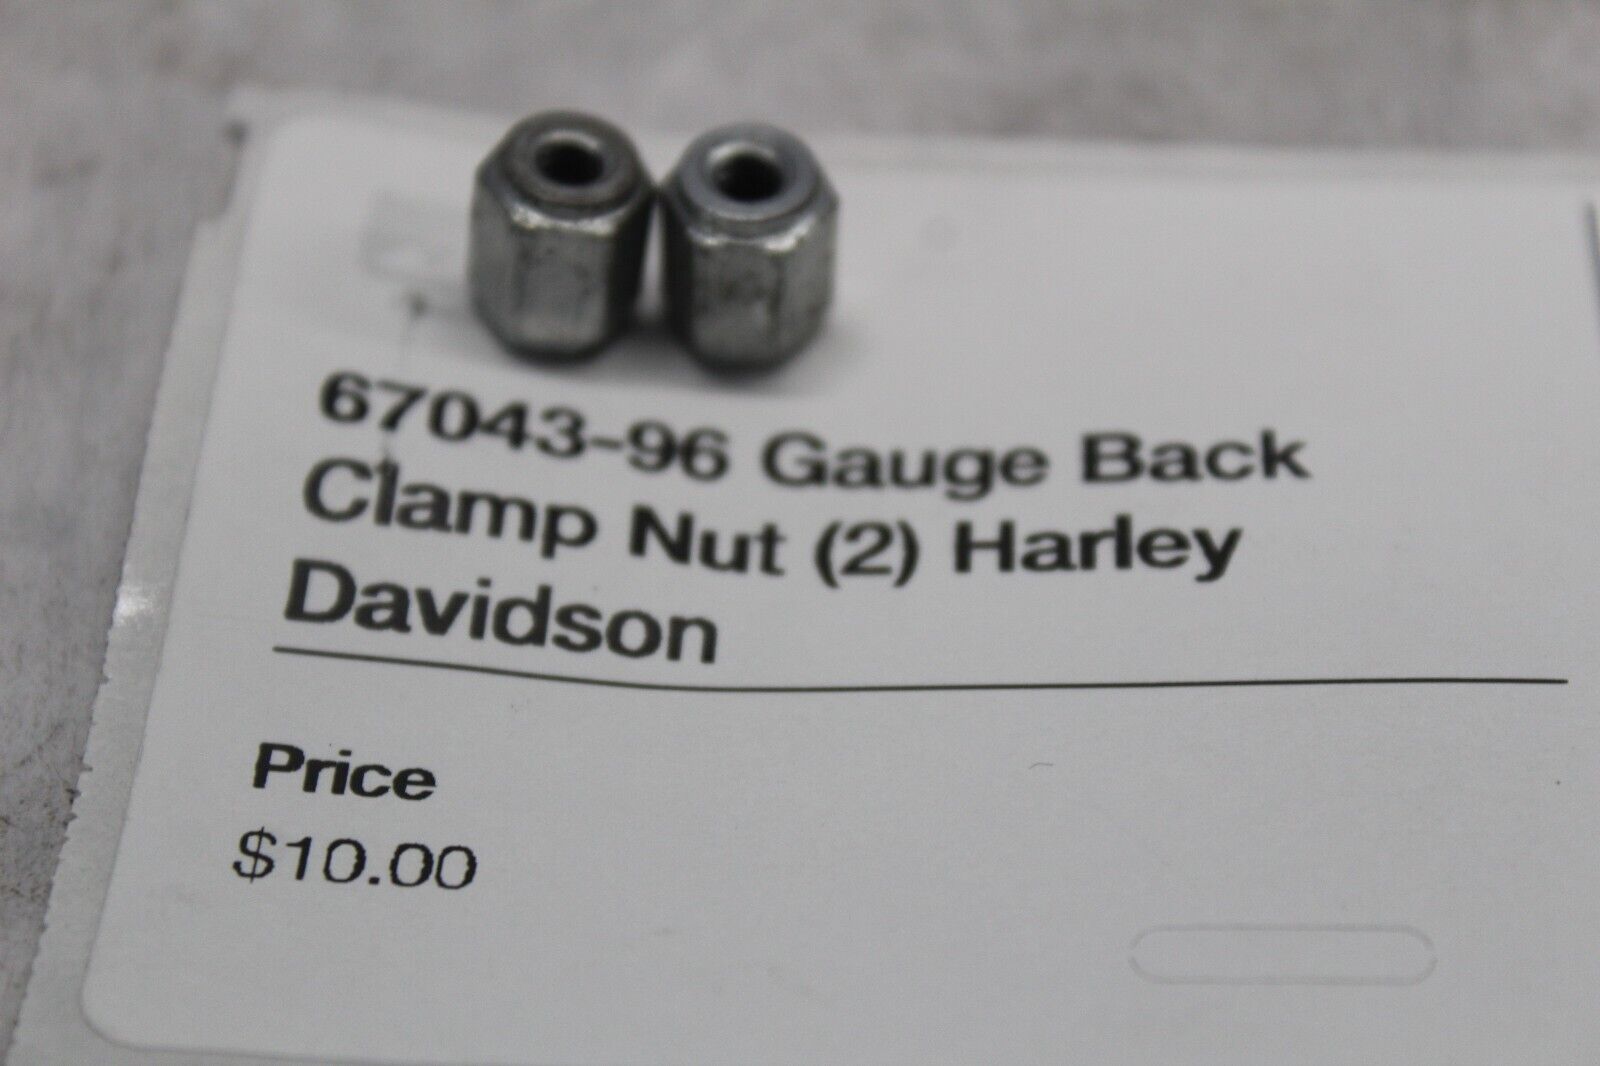 67043-96 Gauge Back
Clamp Nut (2) Harley
Davidson
Price
$10.00